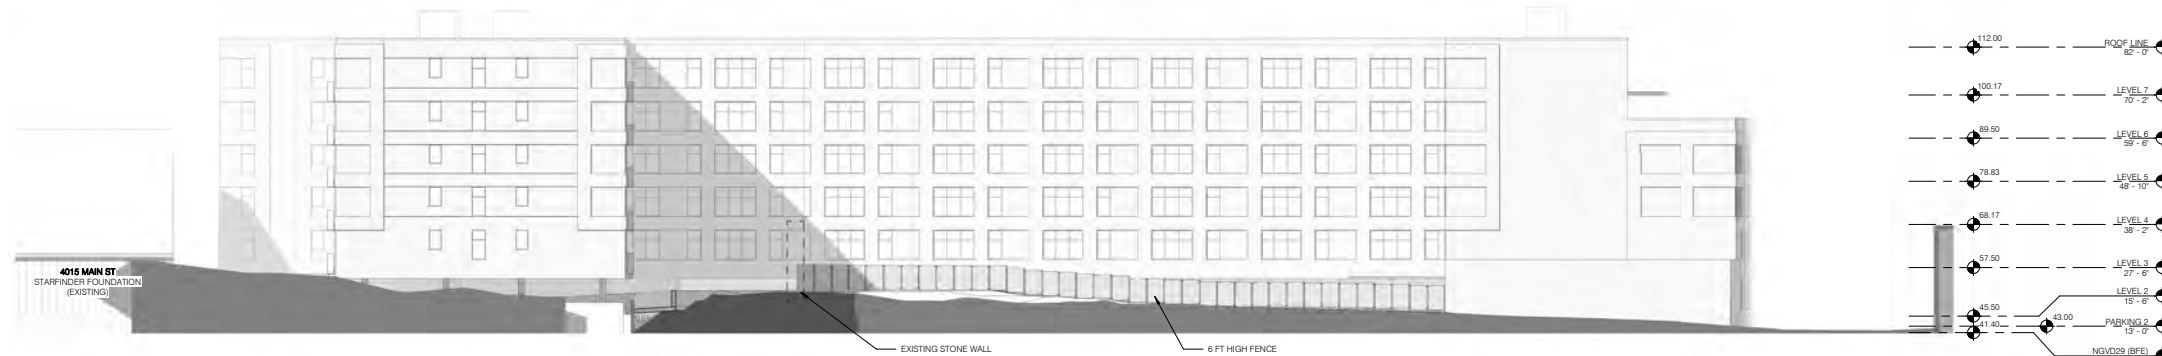 4015 MAIN ST
STARFINDER FOUNDATION
(EXISTING)
EXISTING STONE WALL
6 FT HIGH FENCE
112.00
ROOF LINE
82' - 0"
100.17
LEVEL 7
70' - 2"
89.50
LEVEL 6
59' - 6"
78.83
LEVEL 5
48' - 10"
68.17
LEVEL 4
38' - 2"
57.50
LEVEL 3
27' - 6"
LEVEL 2
15' - 6"
45.50
43.00
PARKING 2
13' - 0"
41.40
NGVD29 (BFE)